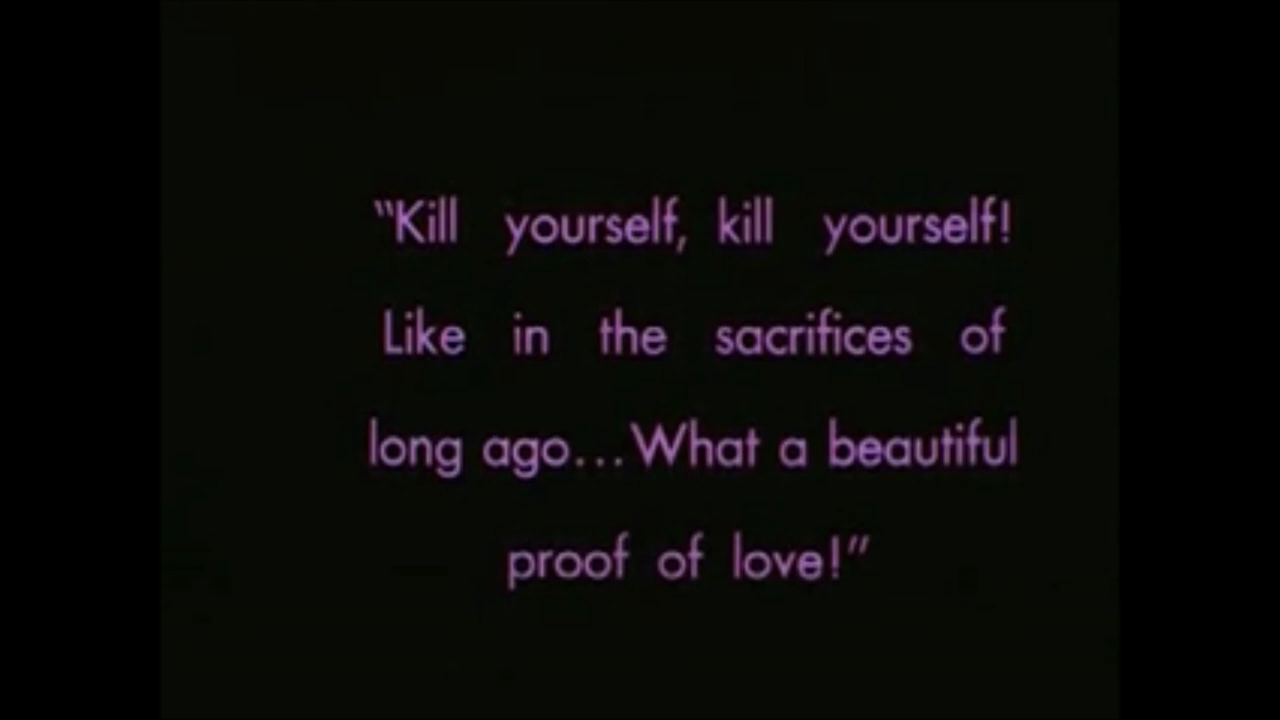 “Kill yourself, kill yourself!
Like in the sacrifices of
long ago...What a beautiful
proof of love!”